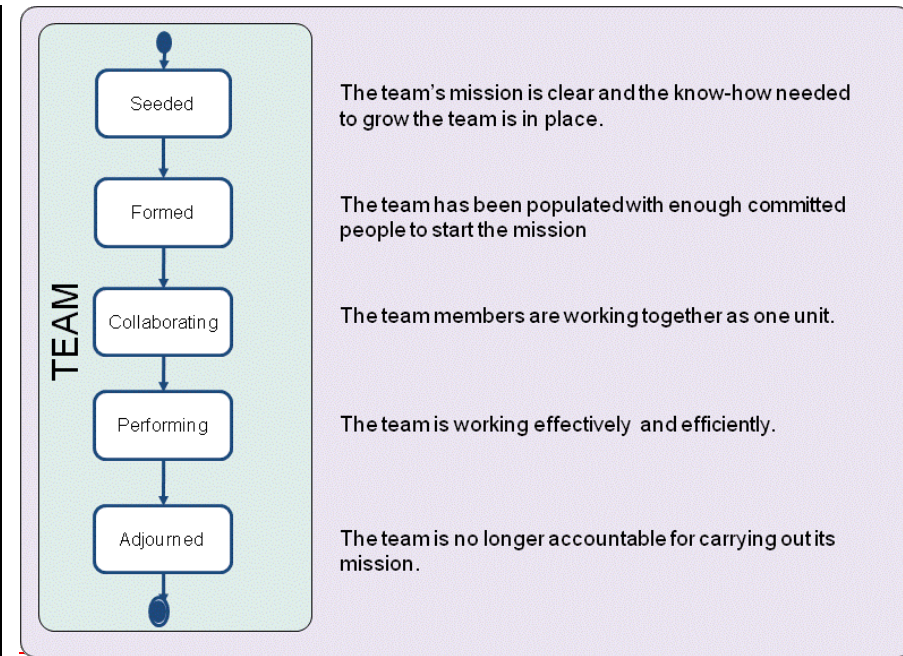 TEAM
Seeded
The team's mission is clear and the know-how needed
to grow the team is in place.
Formed
The team has been populated with enough committed
people to start the mission
Collaborating
The team members are working together as one unit.
Performing
The team is working effectively and efficiently.
Adjourned
The team is no longer accountable for carrying out its
mission.